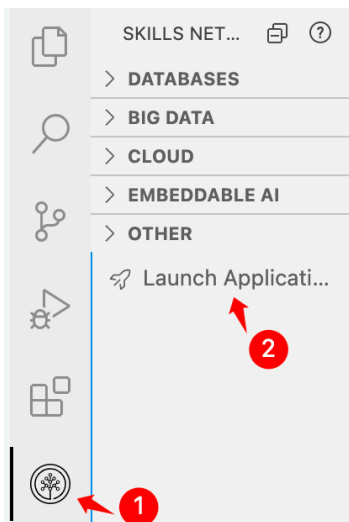 SKILLS NET...
DATABASES
BIG DATA
CLOUD
EMBEDDABLE AI
OTHER
Launch Applicati...
2
1